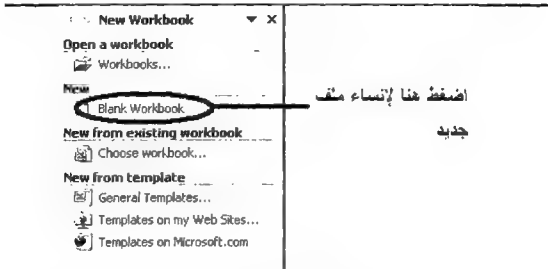 New Workbook
Open a workbook
Workbooks...
New
Blank Workbook
اضغط هنا لإنساء ملف
جديد
New from existing workbook
Choose workbook...
New from template
General Templates...
Templates on my Web Sites...
Templates on Microsoft.com